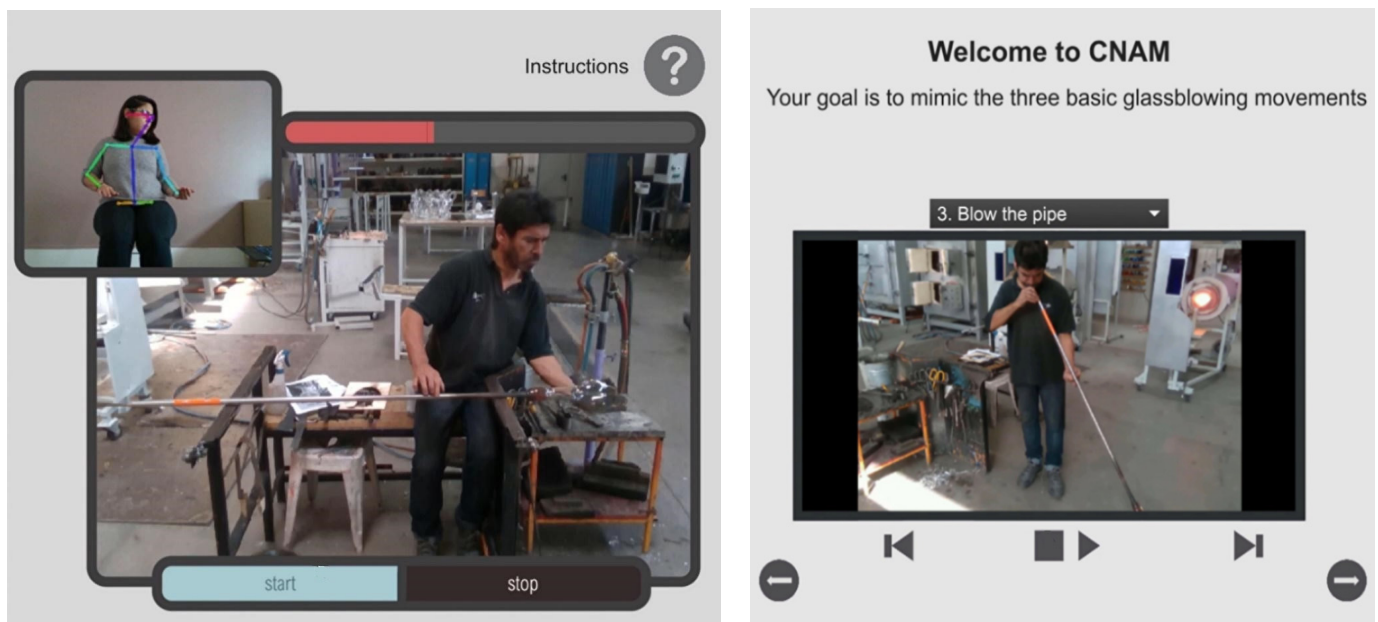 Instructions
?
start
stop
Welcome to CNAM
Your goal is to mimic the three basic glassblowing movements
3. Blow the pipe